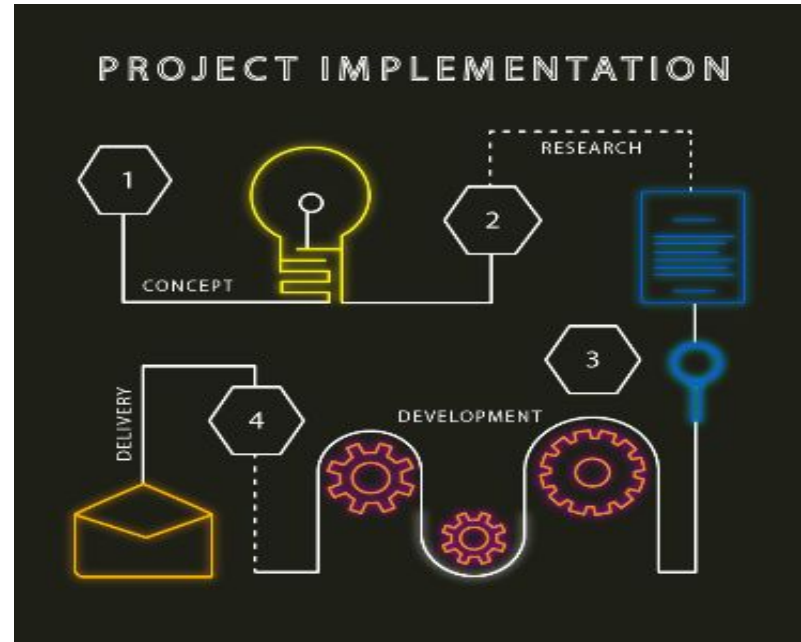 PROJECT IMPLEMENTATION
1
CONCEPT
2
RESEARCH
3
DEVELOPMENT
4
DELIVERY